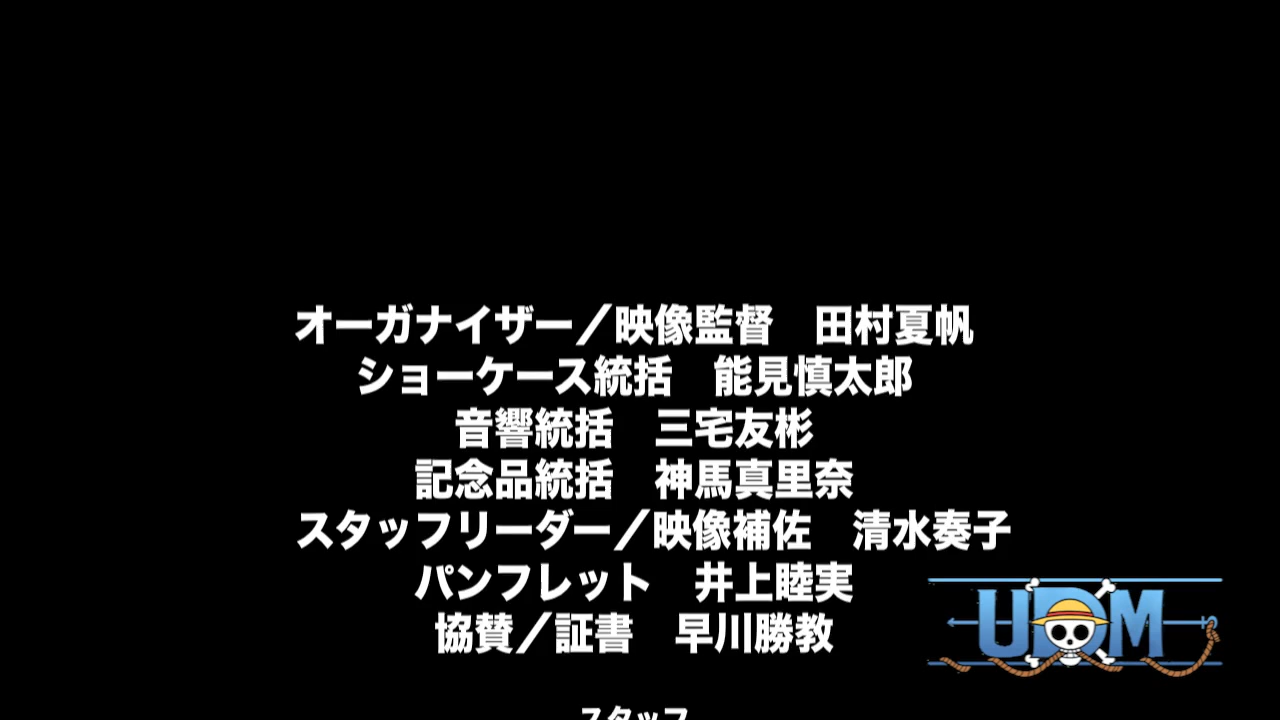 オーガナイザー／映像監督　田村夏帆
ショーケース統括　能見慎太郎
音響統括　三宅友彬
記念品統括　神馬真里奈
スタッフリーダー／映像補佐　清水奏子
パンフレット　井上睦実
協賛／証書　早川勝教
UDM
スタッフ